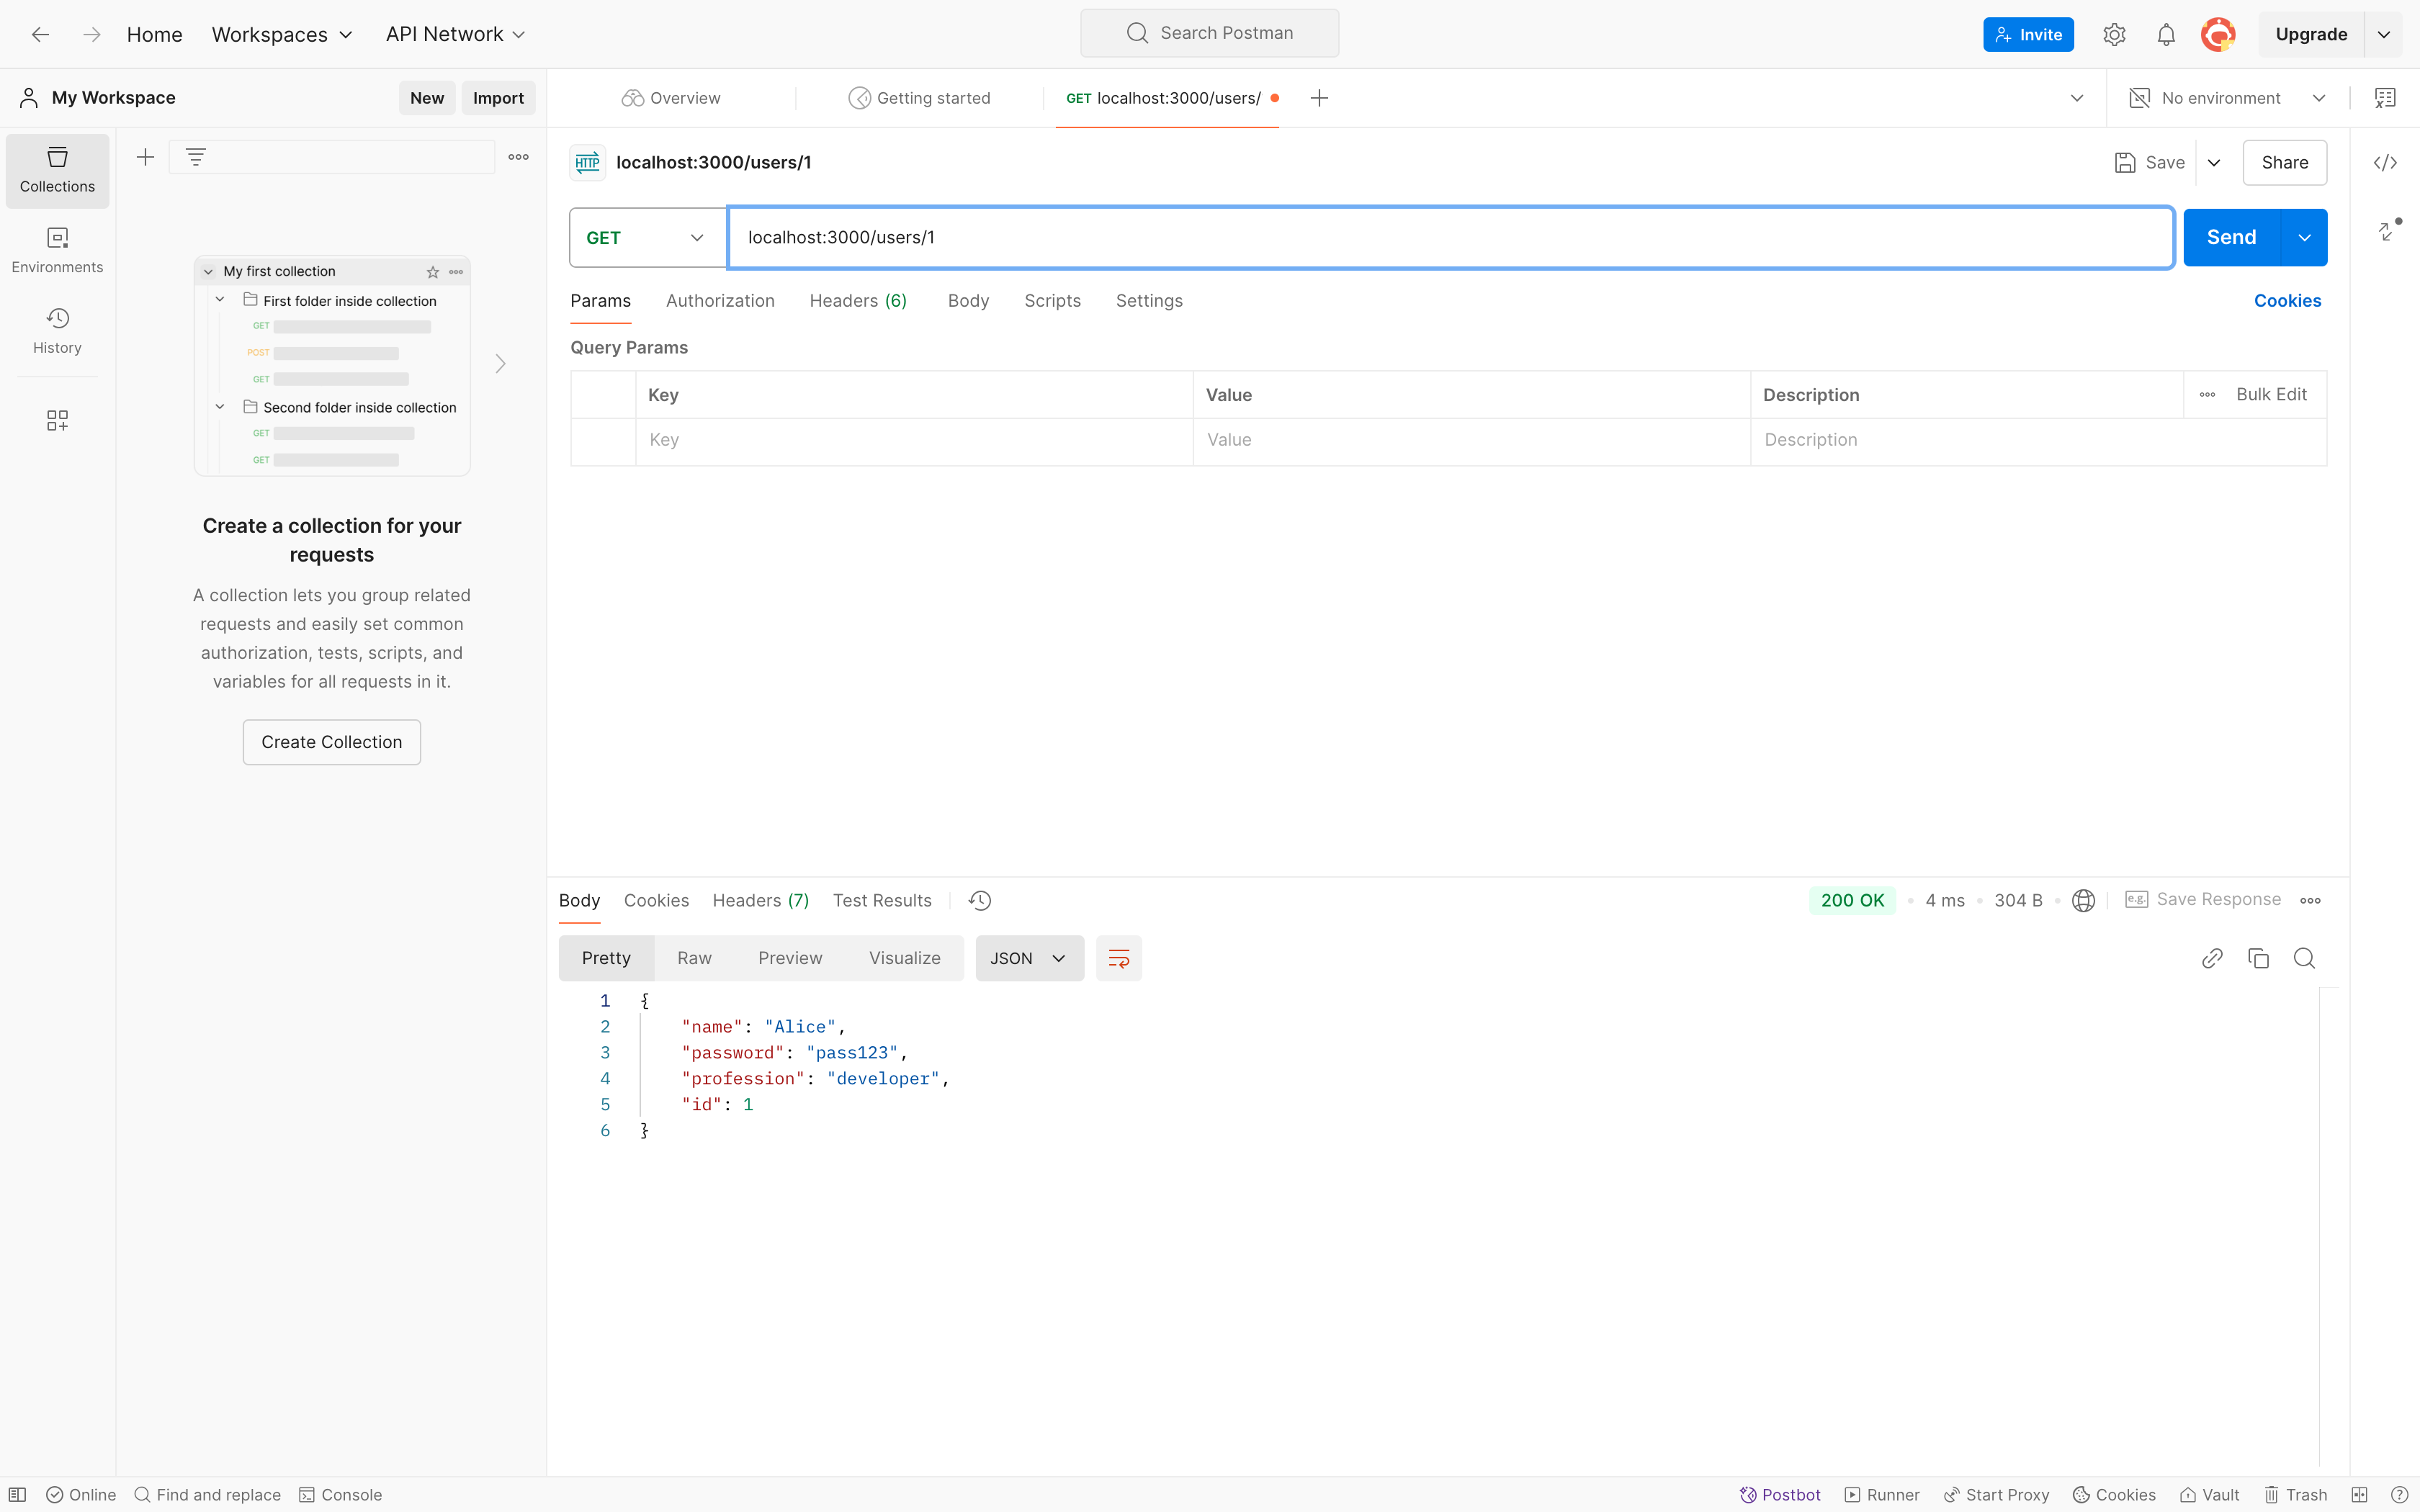 Home Workspaces API Network Search Postman Invite Upgrade
My Workspace New Import Overview Getting started GET localhost:3000/users/ No environment
Collections
Environments
History
My first collection
First folder inside collection
GET
POST
GET
Second folder inside collection
GET
GET
Create a collection for your
requests
A collection lets you group related
requests and easily set common
authorization, tests, scripts, and
variables for all requests in it.
Create Collection
HTTP localhost:3000/users/1 Save Share
GET localhost:3000/users/1 Send
Params Authorization Headers (6) Body Scripts Settings Cookies
Query Params
Key Value Description Bulk Edit
Key Value Description
Body Cookies Headers (7) Test Results 200 OK 4 ms 304 B e.g. Save Response
Pretty Raw Preview Visualize JSON
1 {
2 "name": "Alice",
3 "password": "pass123",
4 "profession": "developer",
5 "id": 1
6 }
Online Find and replace Console Postbot Runner Start Proxy Cookies Vault Trash